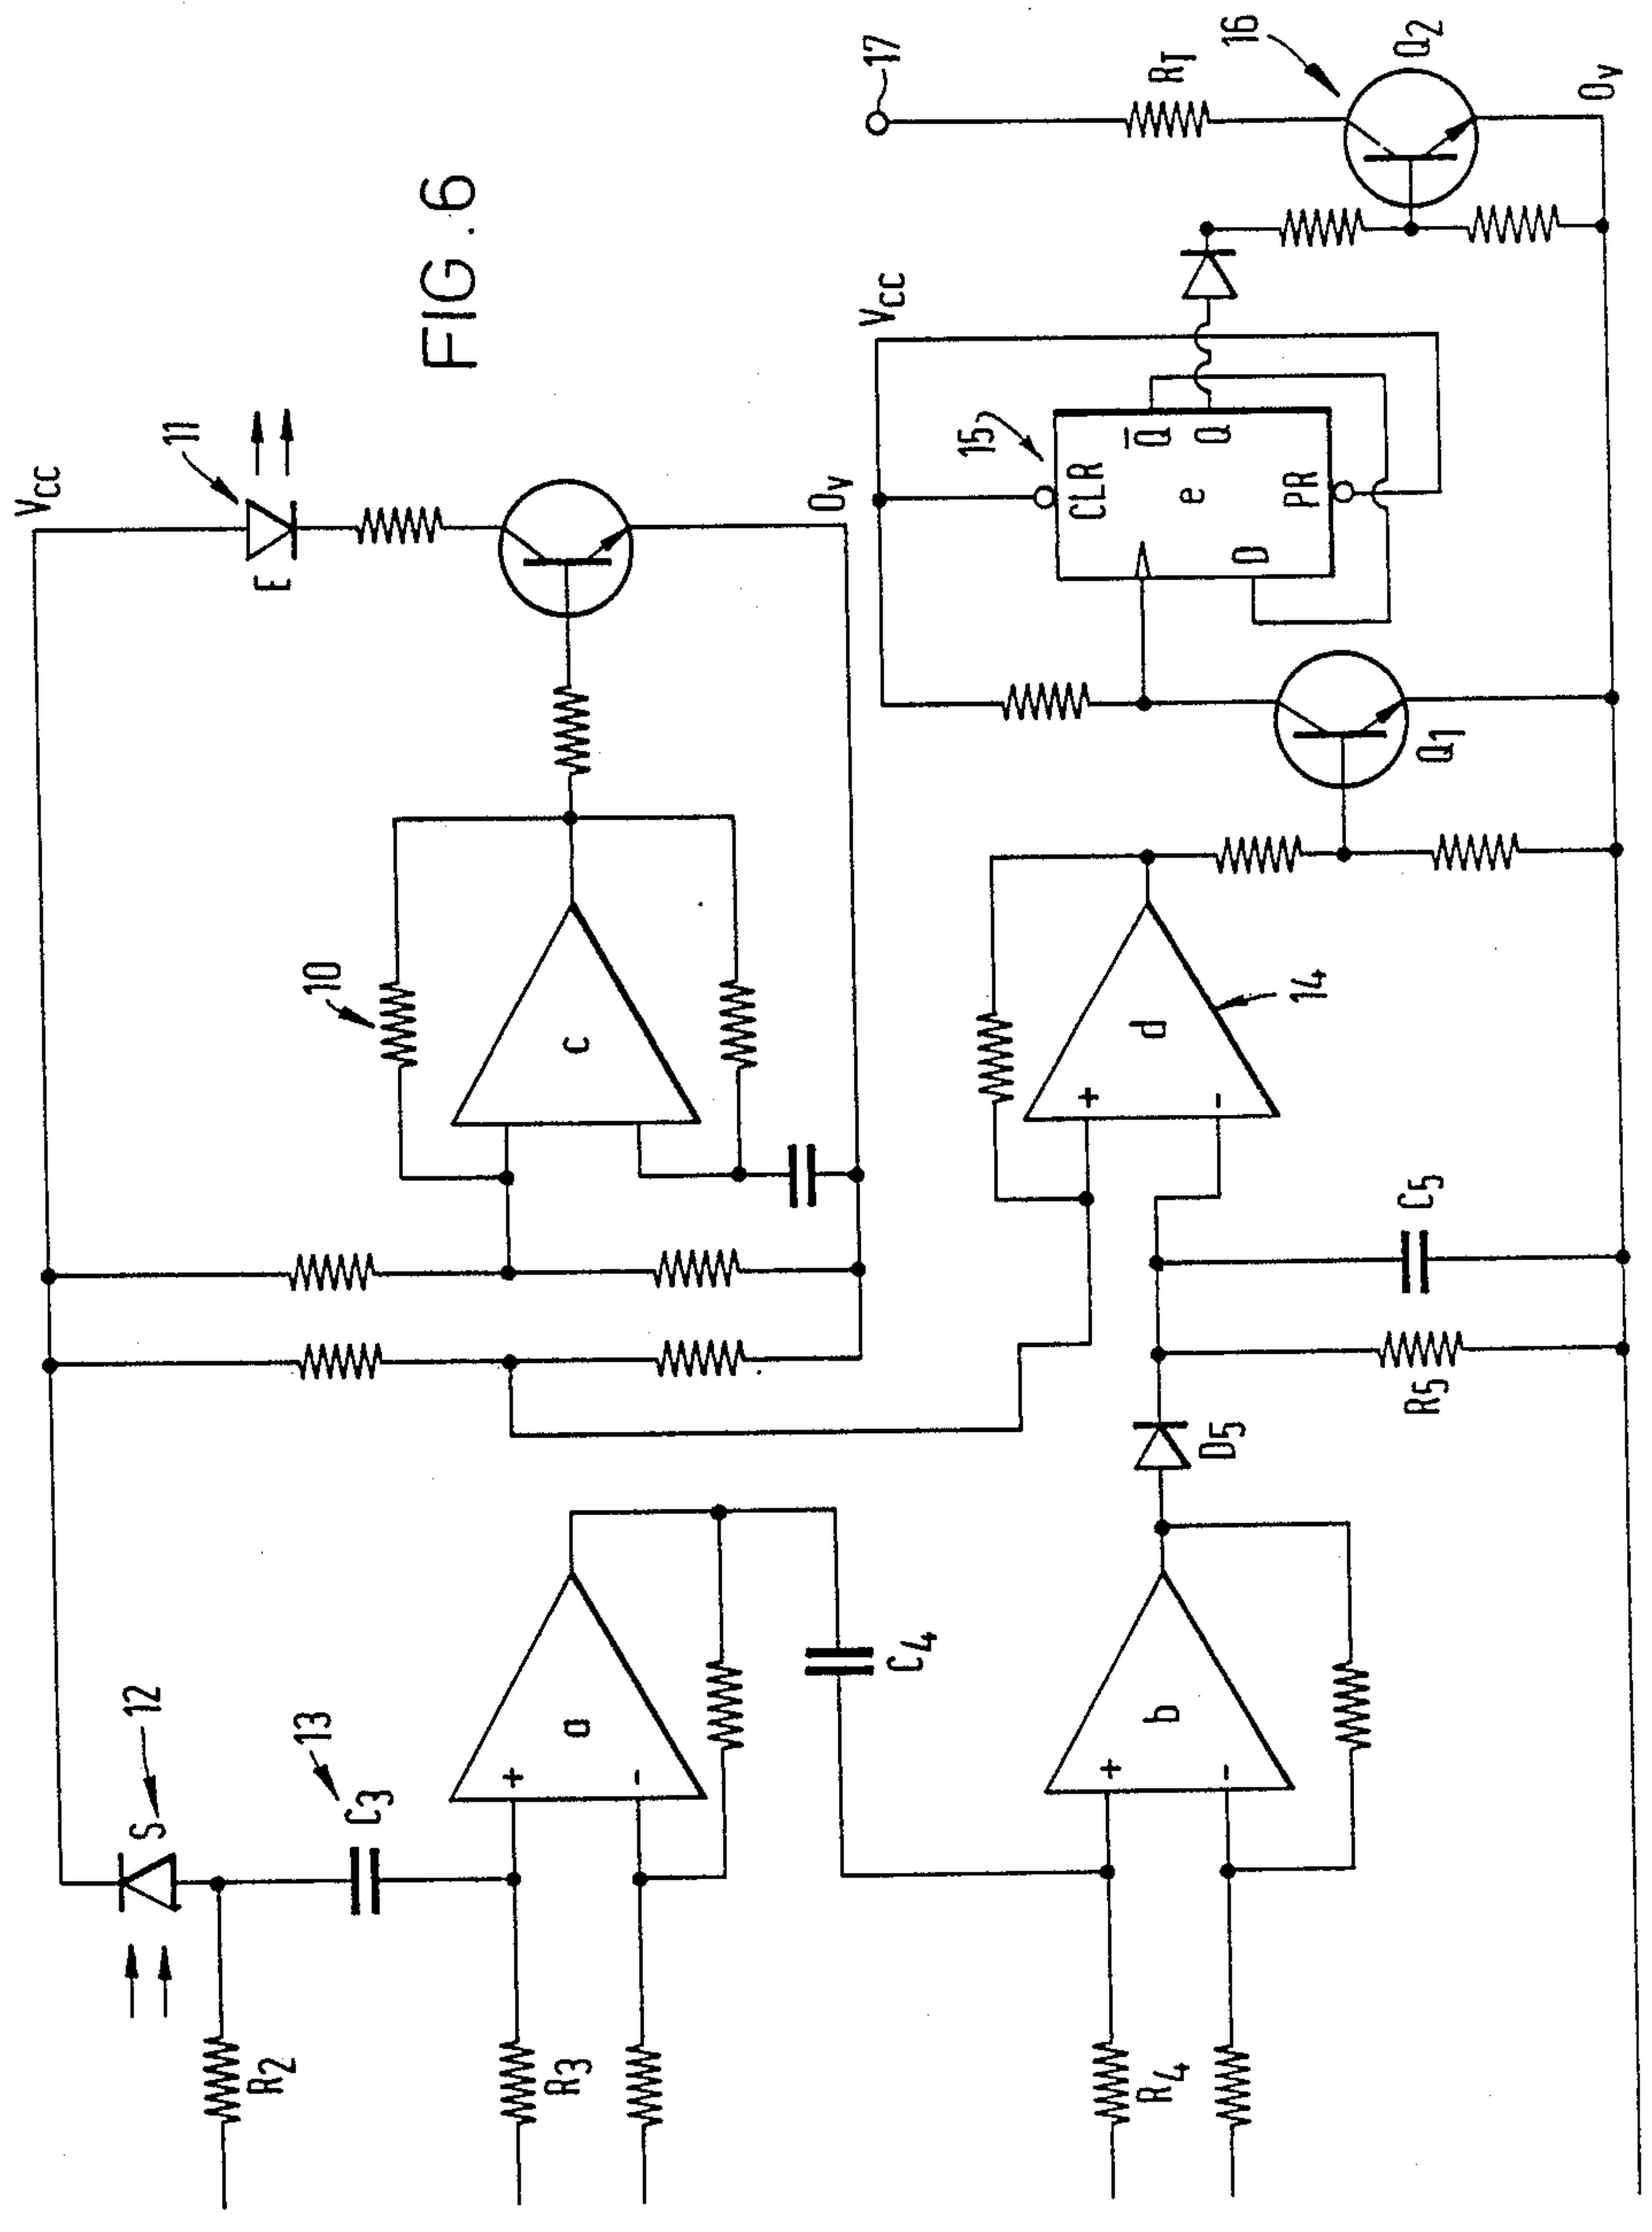 FIG.6
VCC
11
E
0V
10
c
12
S
13
C3
R2
a
+
-
R3
C4
b
+
-
R4
D5
R5
C5
d
+
-
14
Q1
VCC
15
CLR
Q̅
Q
e
D
PR
17
RT
16
Q2
0V